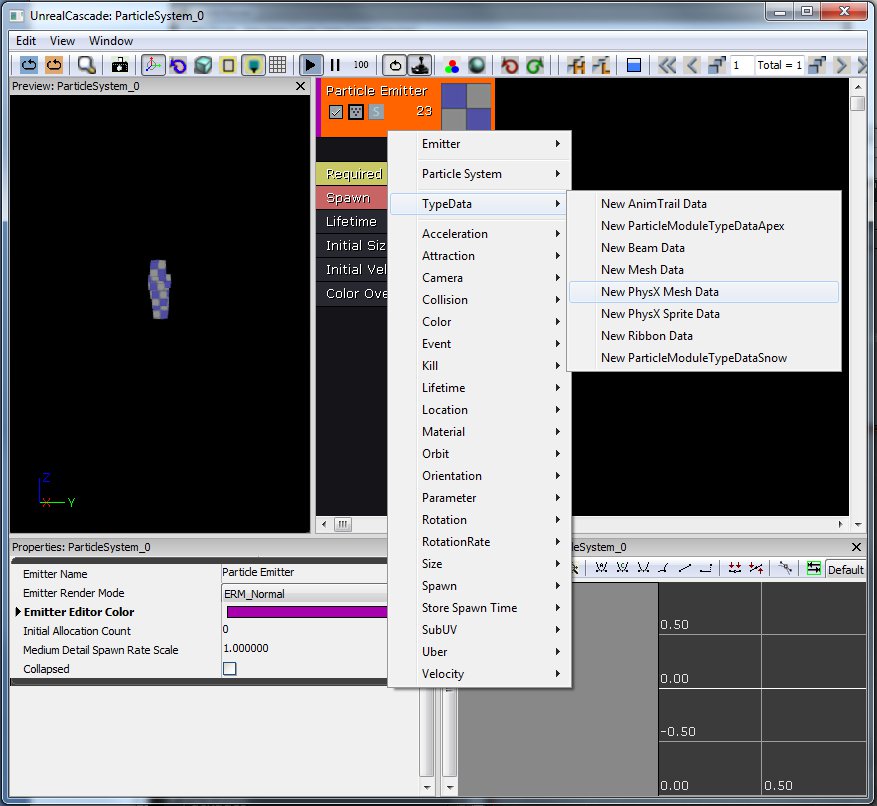 UnrealCascade: ParticleSystem_0
Edit View Window
100
1 Total = 1
Preview: ParticleSystem_0
Particle Emitter
S 23
Required
Spawn
Lifetime
Initial Siz
Initial Vel
Color Ove
Z
X Y
Emitter
Particle System
TypeData
Acceleration
Attraction
Camera
Collision
Color
Event
Kill
Lifetime
Location
Material
Orbit
Orientation
Parameter
Rotation
RotationRate
Size
Spawn
Store Spawn Time
SubUV
Uber
Velocity
New AnimTrail Data
New ParticleModuleTypeDataApex
New Beam Data
New Mesh Data
New PhysX Mesh Data
New PhysX Sprite Data
New Ribbon Data
New ParticleModuleTypeDataSnow
Properties: ParticleSystem_0
Emitter Name Particle Emitter
Emitter Render Mode ERM_Normal
Emitter Editor Color
Initial Allocation Count 0
Medium Detail Spawn Rate Scale 1.000000
Collapsed
leSystem_0
Default
0.50
0.00
-0.50
0.00 0.50